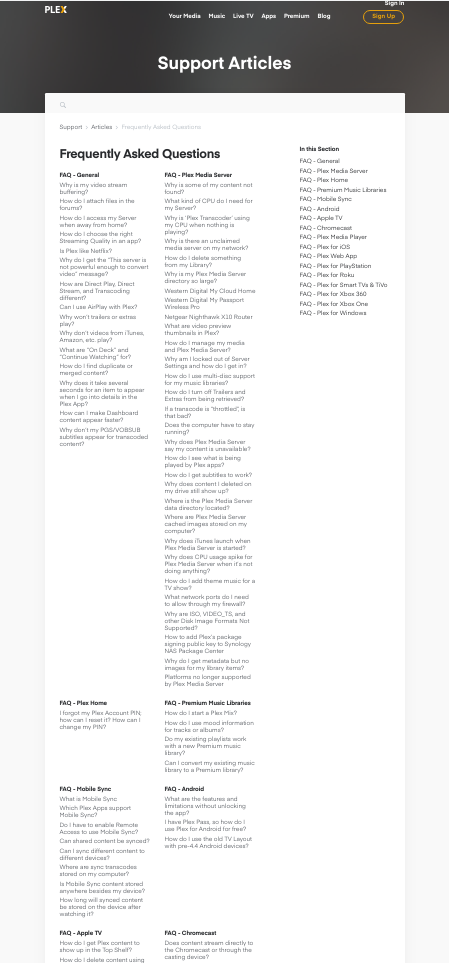 Sign in
PLEX
Your Media Music Live TV Apps Premium Blog
Sign Up
Support Articles
Support › Articles › Frequently Asked Questions
Frequently Asked Questions
FAQ - General
Why is my video stream
buffering?
How do I attach files in the
forums?
How do I access my Server
when away from home?
How do I choose the right
Streaming Quality in an app?
Is Plex like Netflix?
Why do I get the "This server is
not powerful enough to convert
video" message?
How are Direct Play, Direct
Stream, and Transcoding
different?
Can I use AirPlay with Plex?
Why won't trailers or extras
play?
Why don't videos from iTunes,
Amazon, etc. play?
What are "On Deck" and
"Continue Watching" for?
How do I find duplicate or
merged content?
Why does it take several
seconds for an item to appear
when I go into details in the
Plex App?
How can I make Dashboard
content appear faster?
Why don't my PGS/VOBSUB
subtitles appear for transcoded
content?
FAQ - Plex Media Server
Why is some of my content not
found?
What kind of CPU do I need for
my Server?
Why is 'Plex Transcoder' using
my CPU when nothing is
playing?
Why is there an unclaimed
media server on my network?
How do I delete something
from my Library?
Why is my Plex Media Server
directory so large?
Western Digital My Cloud Home
Western Digital My Passport
Wireless Pro
Netgear Nighthawk X10 Router
What are video preview
thumbnails in Plex?
How do I manage my media
and Plex Media Server?
Why am I locked out of Server
Settings and how do I get in?
How do I use multi-disc support
for my music libraries?
How do I turn off Trailers and
Extras from being retrieved?
If a transcode is "throttled", is
that bad?
Does the computer have to stay
running?
Why does Plex Media Server
say my content is unavailable?
How do I see what is being
played by Plex apps?
How do I get subtitles to work?
Why does content I deleted on
my drive still show up?
Where is the Plex Media Server
data directory located?
Where are Plex Media Server
cached images stored on my
computer?
Why does iTunes launch when
Plex Media Server is started?
Why does CPU usage spike for
Plex Media Server when it's not
doing anything?
How do I add theme music for a
TV show?
What network ports do I need
to allow through my firewall?
Why are ISO, VIDEO_TS, and
other Disk Image Formats Not
Supported?
How to add Plex's package
signing public key to Synology
NAS Package Center
Why do I get metadata but no
images for my library items?
Platforms no longer supported
by Plex Media Server
FAQ - Plex Home
I forgot my Plex Account PIN;
how can I reset it? How can I
change my PIN?
FAQ - Premium Music Libraries
How do I start a Plex Mix?
How do I use mood information
for tracks or albums?
Do my existing playlists work
with a new Premium music
library?
Can I convert my existing music
library to a Premium library?
FAQ - Mobile Sync
What is Mobile Sync
Which Plex Apps support
Mobile Sync?
Do I have to enable Remote
Access to use Mobile Sync?
Can shared content be synced?
Can I sync different content to
different devices?
Where are sync transcodes
stored on my computer?
Is Mobile Sync content stored
anywhere besides my device?
How long will synced content
be stored on the device after
watching it?
FAQ - Android
What are the features and
limitations without unlocking
the app?
I have Plex Pass, so how do I
use Plex for Android for free?
How do I use the old TV Layout
with pre-4.4 Android devices?
FAQ - Apple TV
How do I get Plex content to
show up in the Top Shelf?
How do I delete content using
FAQ - Chromecast
Does content stream directly to
the Chromecast or through the
casting device?
In this Section
FAQ - General
FAQ - Plex Media Server
FAQ - Plex Home
FAQ - Premium Music Libraries
FAQ - Mobile Sync
FAQ - Android
FAQ - Apple TV
FAQ - Chromecast
FAQ - Plex Media Player
FAQ - Plex for iOS
FAQ - Plex Web App
FAQ - Plex for PlayStation
FAQ - Plex for Roku
FAQ - Plex for Smart TVs & TiVo
FAQ - Plex for Xbox 360
FAQ - Plex for Xbox One
FAQ - Plex for Windows